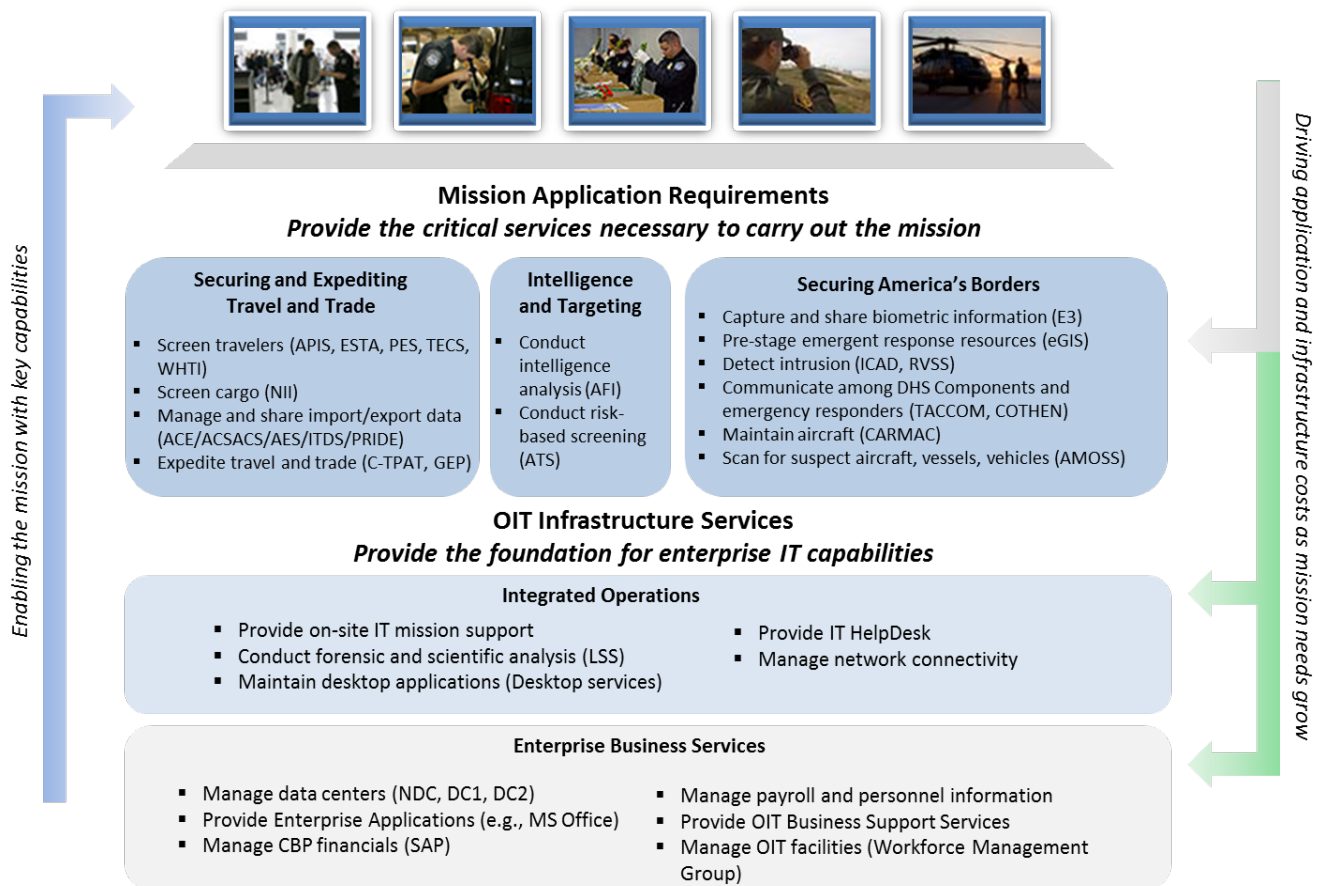 Enabling the mission with key capabilities
Driving application and infrastructure costs as mission needs grow
Mission Application Requirements
Provide the critical services necessary to carry out the mission
Securing and Expediting
Travel and Trade
▪ Screen travelers (APIS, ESTA, PES, TECS,
WHTI)
▪ Screen cargo (NII)
▪ Manage and share import/export data
(ACE/ACSACS/AES/ITDS/PRIDE)
▪ Expedite travel and trade (C-TPAT, GEP)
Intelligence
and Targeting
▪ Conduct
intelligence
analysis (AFI)
▪ Conduct risk-
based screening
(ATS)
Securing America's Borders
▪ Capture and share biometric information (E3)
▪ Pre-stage emergent response resources (eGIS)
▪ Detect intrusion (ICAD, RVSS)
▪ Communicate among DHS Components and
emergency responders (TACCOM, COTHEN)
▪ Maintain aircraft (CARMAC)
▪ Scan for suspect aircraft, vessels, vehicles (AMOSS)
OIT Infrastructure Services
Provide the foundation for enterprise IT capabilities
Integrated Operations
▪ Provide on-site IT mission support
▪ Conduct forensic and scientific analysis (LSS)
▪ Maintain desktop applications (Desktop services)
▪ Provide IT HelpDesk
▪ Manage network connectivity
Enterprise Business Services
▪ Manage data centers (NDC, DC1, DC2)
▪ Provide Enterprise Applications (e.g., MS Office)
▪ Manage CBP financials (SAP)
▪ Manage payroll and personnel information
▪ Provide OIT Business Support Services
▪ Manage OIT facilities (Workforce Management
Group)